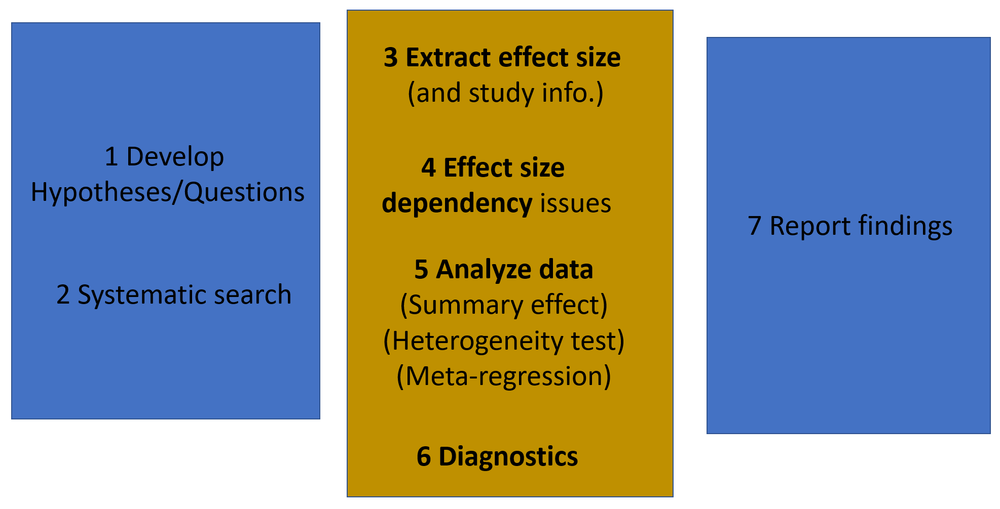 1 Develop
Hypotheses/Questions
2 Systematic search
3 Extract effect size
(and study info.)
4 Effect size
dependency issues
5 Analyze data
(Summary effect)
(Heterogeneity test)
(Meta-regression)
6 Diagnostics
7 Report findings